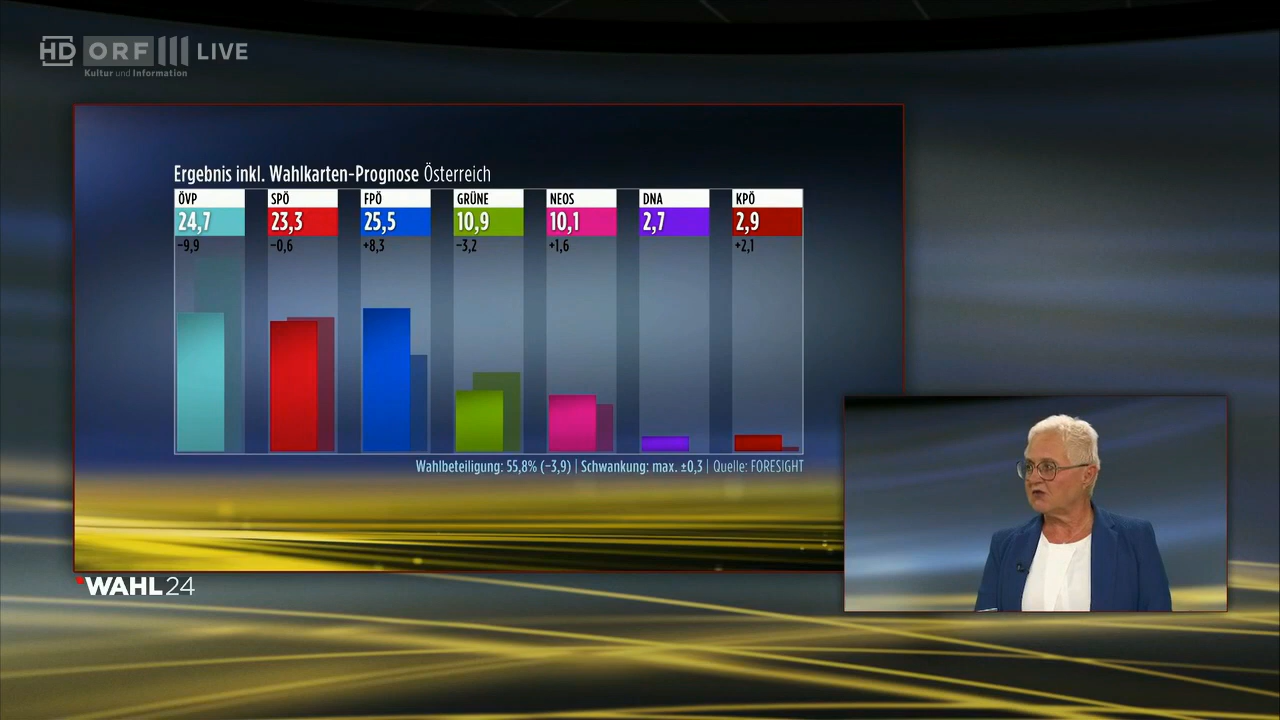 HD ORF III LIVE
Kultur und Information
Ergebnis inkl. Wahlkarten-Prognose Österreich
ÖVP SPÖ FPÖ GRÜNE NEOS DNA KPÖ
24,7 23,3 25,5 10,9 10,1 2,7 2,9
−9,9 −0,6 +8,3 −3,2 +1,6 +2,1
Wahlbeteiligung: 55,8% (−3,9) | Schwankung: max. ±0,3 | Quelle: FORESIGHT
WAHL24